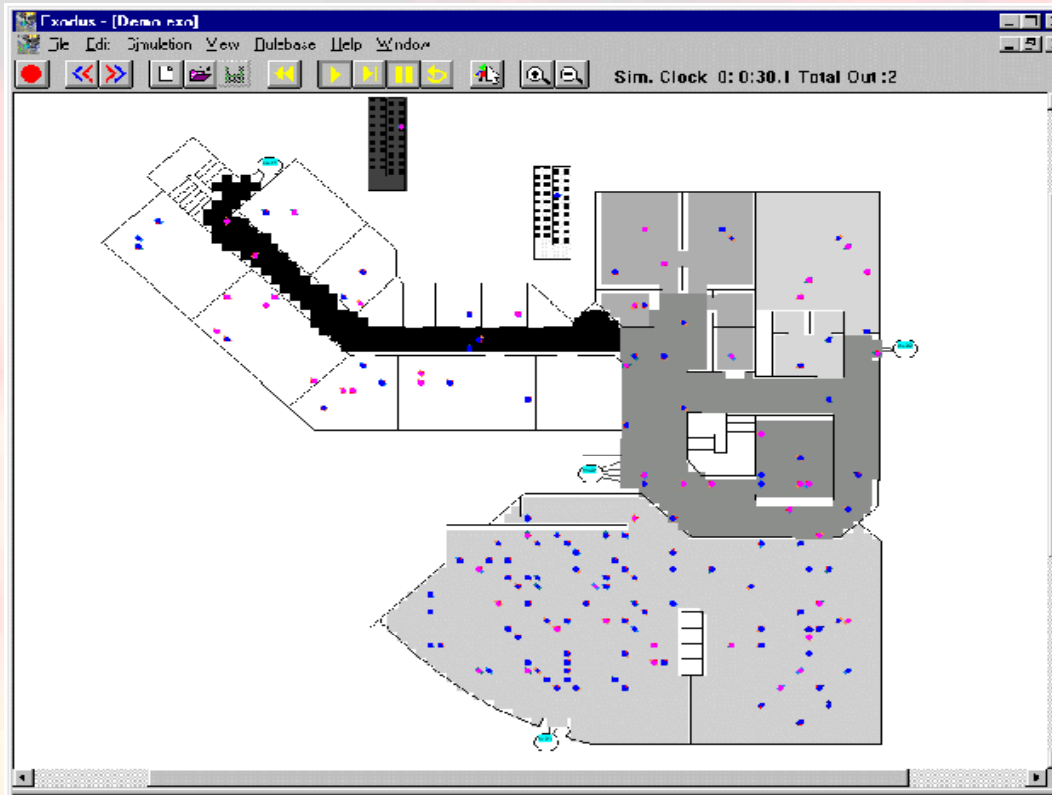 Exodus - [Demo.exo]
File Edit Simulation View Rulebase Help Window
Sim. Clock 0: 0:30.1 Total Out :2